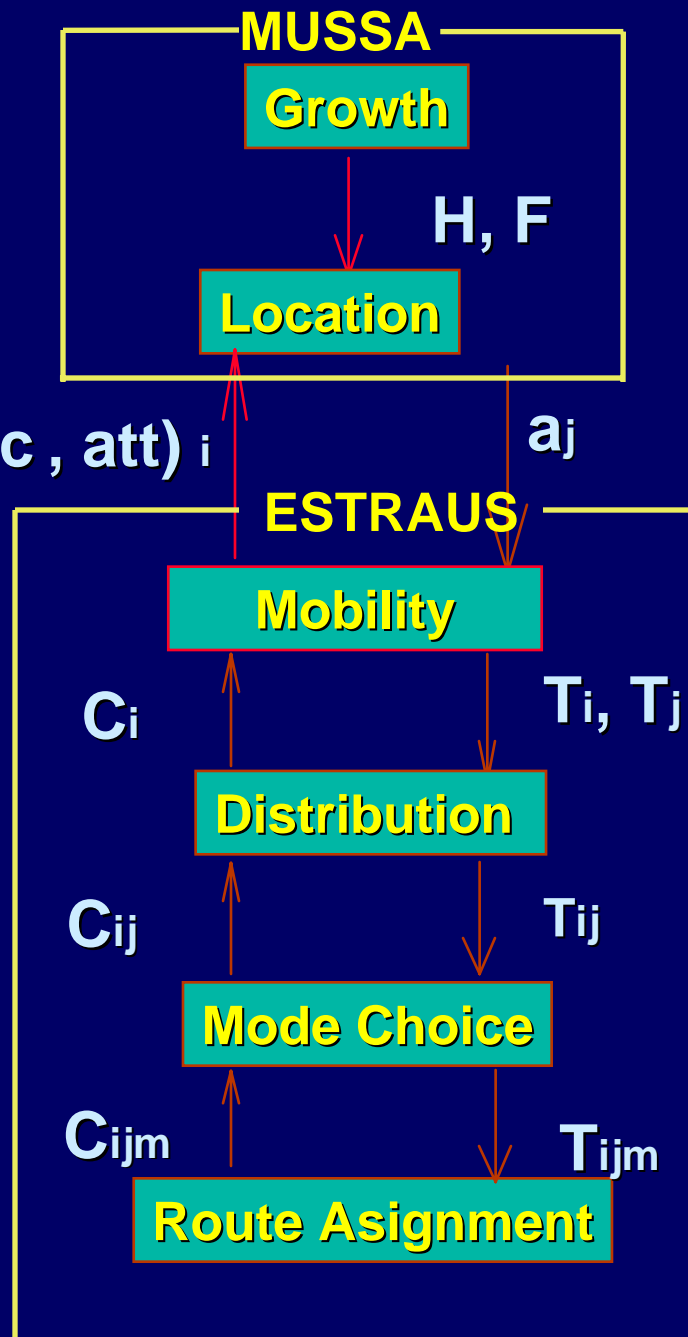 MUSSA
Growth
H, F
Location
c , att) i
aj
ESTRAUS
Mobility
Ci
Ti, Tj
Distribution
Cij
Tij
Mode Choice
Cijm
Tijm
Route Asignment